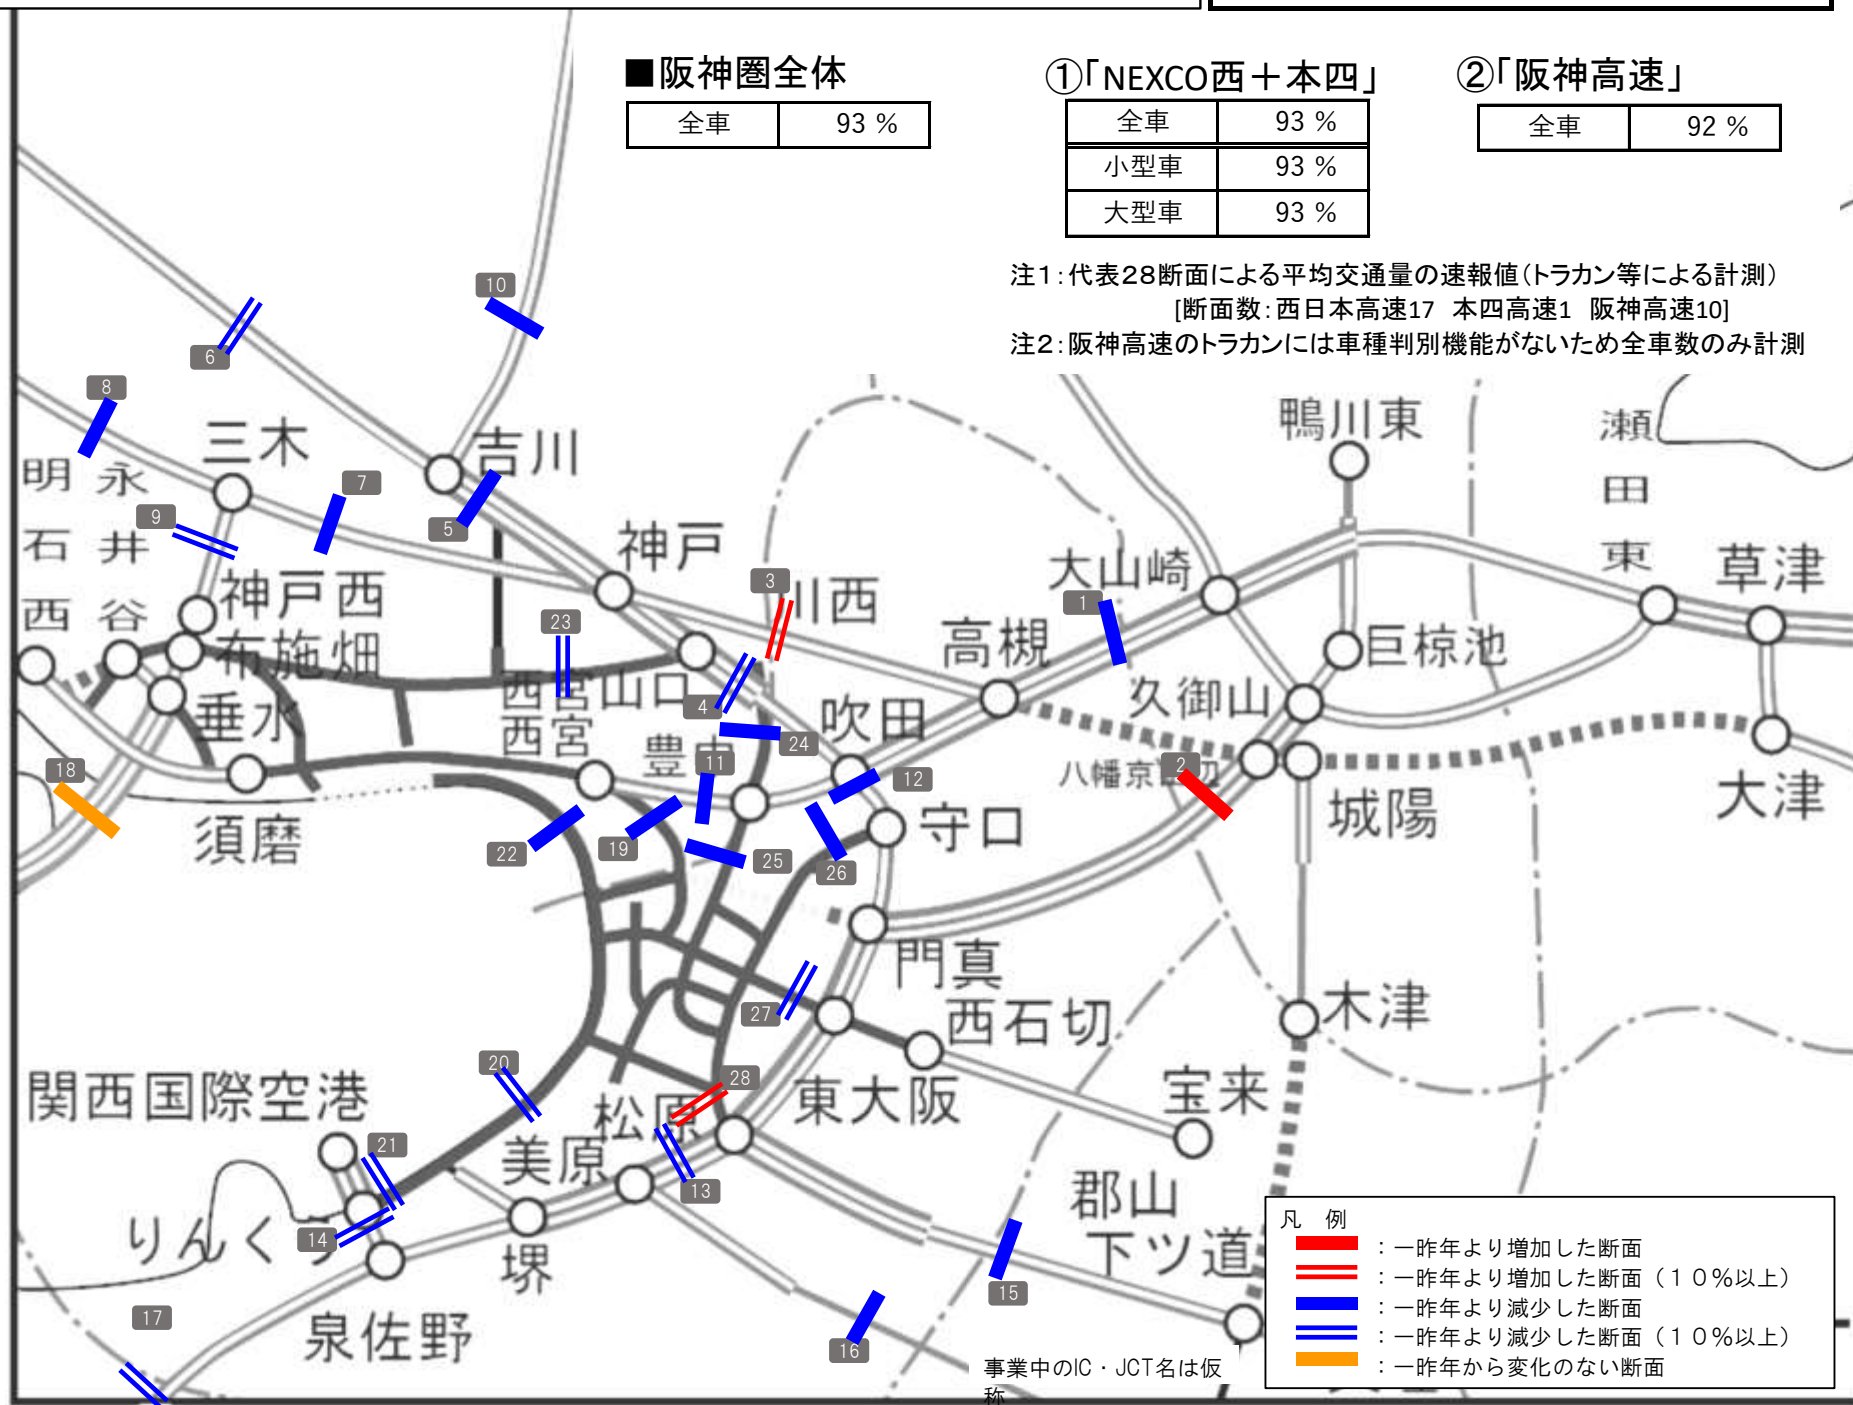 ■阪神圏全体
全車 93 %
①「NEXCO西＋本四」
全車 93 %
小型車 93 %
大型車 93 %
②「阪神高速」
全車 92 %
注1：代表28断面による平均交通量の速報値（トラカン等による計測）
[断面数：西日本高速17 本四高速1 阪神高速10]
注2：阪神高速のトラカンには車種判別機能がないため全車数のみ計測
10
6
8
三木
吉川
鴨川東
瀬田東
明石西
永井谷
7
9
5
神戸
大山崎
草津
神戸西
3
川西
1
布施畑
23
高槻
巨椋池
西宮山口
4
久御山
垂水
西宮
吹田
24
豊中
11
12
八幡京田辺
2
18
大津
須磨
守口
城陽
22
19
25
26
門真
27
西石切
木津
関西国際空港
20
28
松原
東大阪
宝来
美原
21
13
郡山下ツ道
りんくう
14
堺
15
17
泉佐野
16
事業中のIC・JCT名は仮
称
凡 例
：一昨年より増加した断面
：一昨年より増加した断面（１０％以上）
：一昨年より減少した断面
：一昨年より減少した断面（１０％以上）
：一昨年から変化のない断面